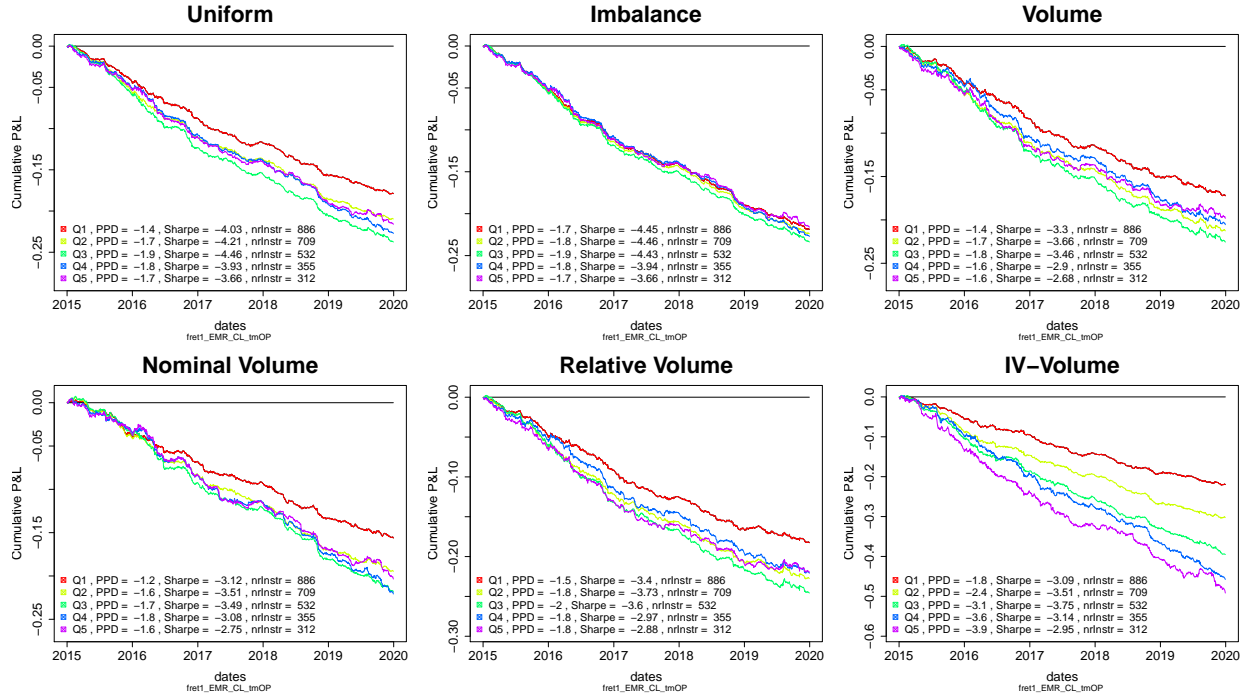 Uniform
Cumulative P&L
0.00
−0.05
−0.15
−0.25
Q1 , PPD = −1.4 , Sharpe = −4.03 , nrInstr = 886
Q2 , PPD = −1.7 , Sharpe = −4.21 , nrInstr = 709
Q3 , PPD = −1.9 , Sharpe = −4.46 , nrInstr = 532
Q4 , PPD = −1.8 , Sharpe = −3.93 , nrInstr = 355
Q5 , PPD = −1.7 , Sharpe = −3.66 , nrInstr = 312
2015 2016 2017 2018 2019 2020
dates
fret1_EMR_CL_tmOP
Imbalance
Cumulative P&L
0.00
−0.05
−0.15
−0.25
Q1 , PPD = −1.7 , Sharpe = −4.45 , nrInstr = 886
Q2 , PPD = −1.8 , Sharpe = −4.46 , nrInstr = 709
Q3 , PPD = −1.9 , Sharpe = −4.43 , nrInstr = 532
Q4 , PPD = −1.8 , Sharpe = −3.94 , nrInstr = 355
Q5 , PPD = −1.7 , Sharpe = −3.66 , nrInstr = 312
2015 2016 2017 2018 2019 2020
dates
fret1_EMR_CL_tmOP
Volume
Cumulative P&L
0.00
−0.05
−0.15
−0.25
Q1 , PPD = −1.4 , Sharpe = −3.3 , nrInstr = 886
Q2 , PPD = −1.7 , Sharpe = −3.66 , nrInstr = 709
Q3 , PPD = −1.8 , Sharpe = −3.46 , nrInstr = 532
Q4 , PPD = −1.6 , Sharpe = −2.9 , nrInstr = 355
Q5 , PPD = −1.6 , Sharpe = −2.68 , nrInstr = 312
2015 2016 2017 2018 2019 2020
dates
fret1_EMR_CL_tmOP
Nominal Volume
Cumulative P&L
0.00
−0.05
−0.15
−0.25
Q1 , PPD = −1.2 , Sharpe = −3.12 , nrInstr = 886
Q2 , PPD = −1.6 , Sharpe = −3.51 , nrInstr = 709
Q3 , PPD = −1.7 , Sharpe = −3.49 , nrInstr = 532
Q4 , PPD = −1.8 , Sharpe = −3.08 , nrInstr = 355
Q5 , PPD = −1.6 , Sharpe = −2.75 , nrInstr = 312
2015 2016 2017 2018 2019 2020
dates
fret1_EMR_CL_tmOP
Relative Volume
Cumulative P&L
0.00
−0.10
−0.20
−0.30
Q1 , PPD = −1.5 , Sharpe = −3.4 , nrInstr = 886
Q2 , PPD = −1.8 , Sharpe = −3.73 , nrInstr = 709
Q3 , PPD = −2 , Sharpe = −3.6 , nrInstr = 532
Q4 , PPD = −1.8 , Sharpe = −2.97 , nrInstr = 355
Q5 , PPD = −1.8 , Sharpe = −2.88 , nrInstr = 312
2015 2016 2017 2018 2019 2020
dates
fret1_EMR_CL_tmOP
IV−Volume
Cumulative P&L
0.0
−0.1
−0.2
−0.3
−0.4
−0.5
−0.6
Q1 , PPD = −1.8 , Sharpe = −3.09 , nrInstr = 886
Q2 , PPD = −2.4 , Sharpe = −3.51 , nrInstr = 709
Q3 , PPD = −3.1 , Sharpe = −3.75 , nrInstr = 532
Q4 , PPD = −3.6 , Sharpe = −3.14 , nrInstr = 355
Q5 , PPD = −3.9 , Sharpe = −2.95 , nrInstr = 312
2015 2016 2017 2018 2019 2020
dates
fret1_EMR_CL_tmOP